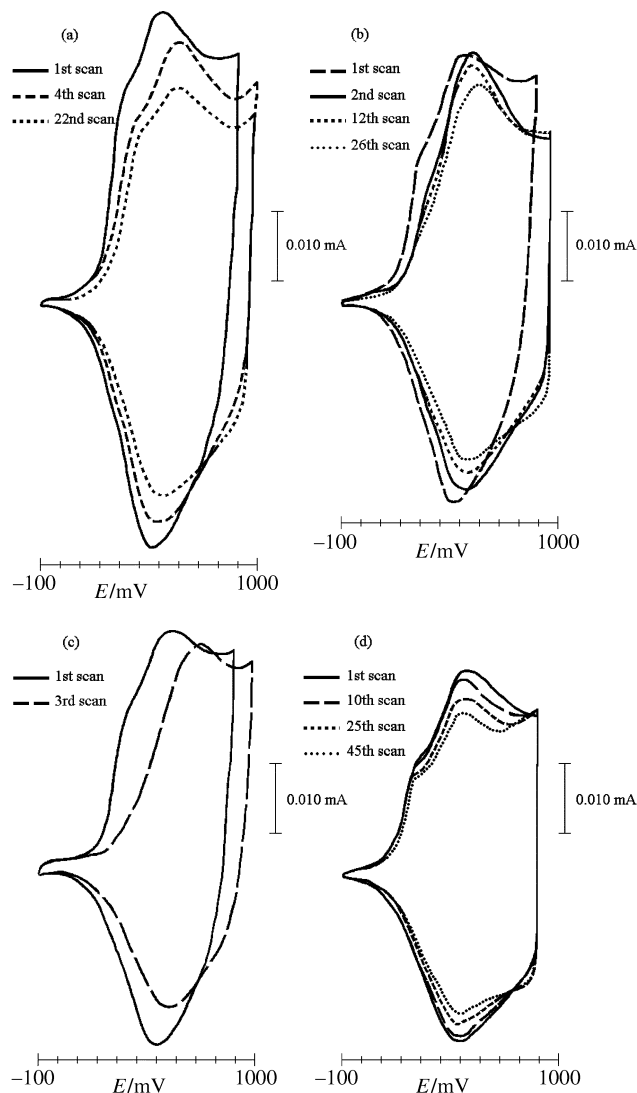 (a)
1st scan
4th scan
22nd scan
0.010 mA
−100
1000
E/mV
(b)
1st scan
2nd scan
12th scan
26th scan
0.010 mA
−100
1000
E/mV
(c)
1st scan
3rd scan
0.010 mA
−100
1000
E/mV
(d)
1st scan
10th scan
25th scan
45th scan
0.010 mA
−100
1000
E/mV